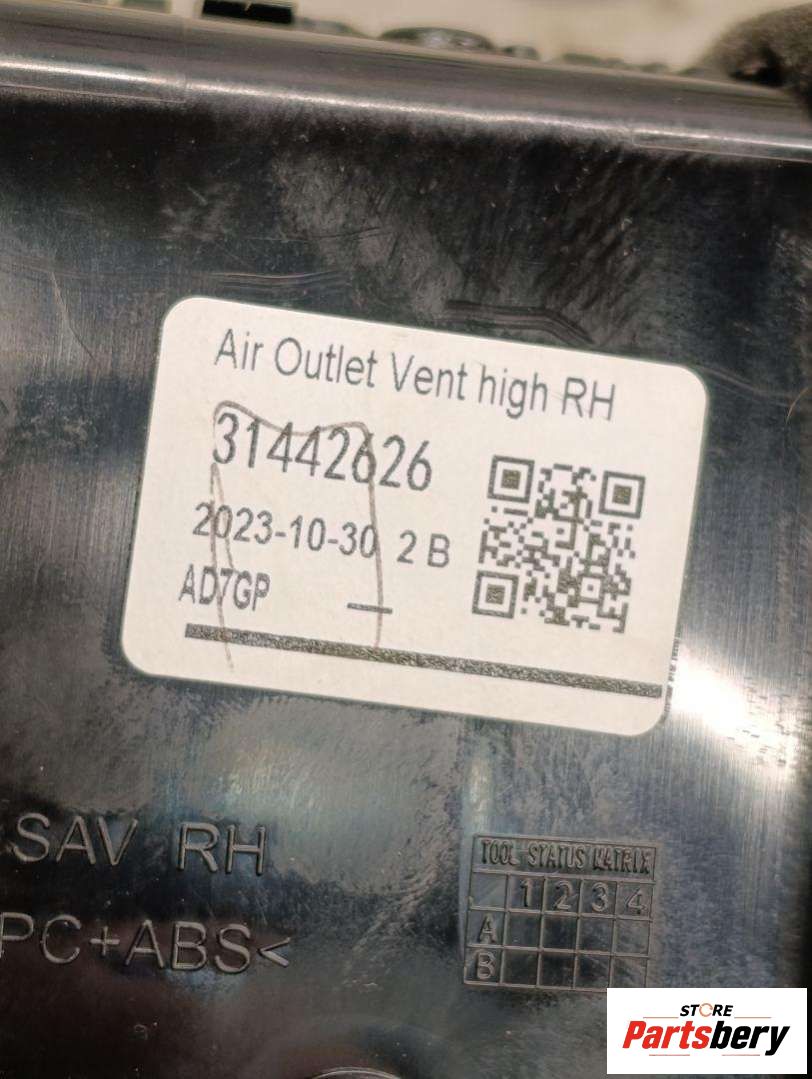 Air Outlet Vent high RH
31442626
2023-10-30 2 B
AD7GP
SAV RH
PC+ABS<
TOOL STATUS MATRIX
1 2 3 4
A
B
STORE
Partsbery